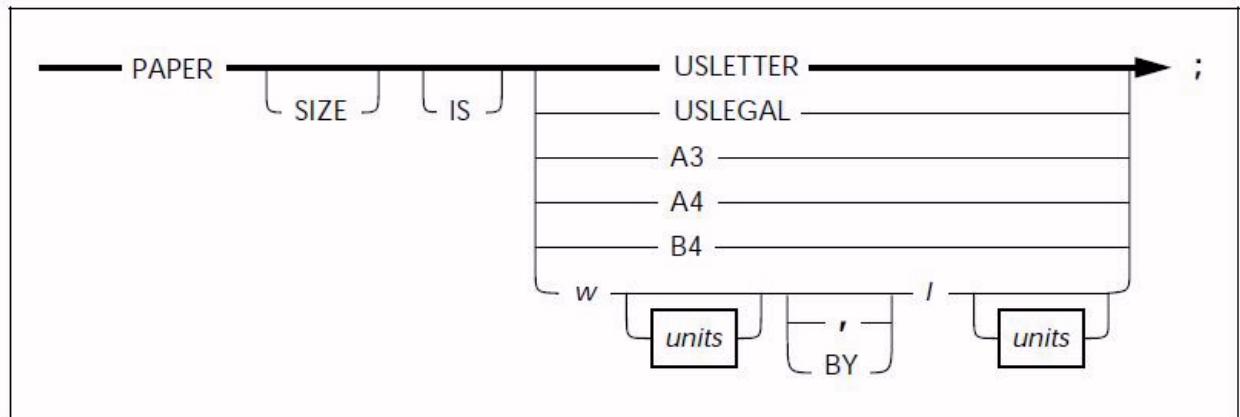 PAPER USLETTER ;
SIZE IS USLEGAL
A3
A4
B4
w l
units , units
BY